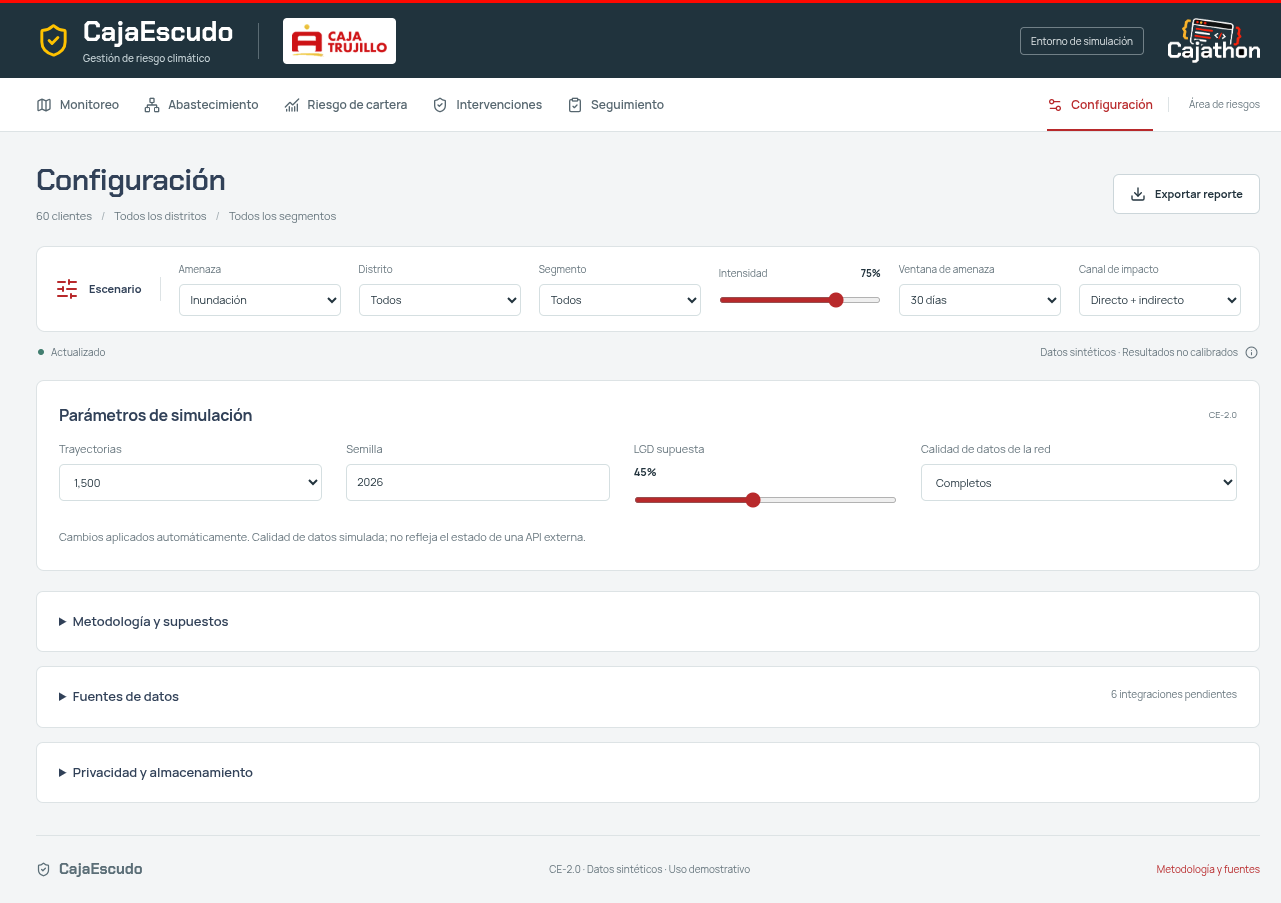 CajaEscudo
Gestión de riesgo climático
CAJA
TRUJILLO
Entorno de simulación
Cajathon
Monitoreo
Abastecimiento
Riesgo de cartera
Intervenciones
Seguimiento
Configuración
Área de riesgos
Configuración
60 clientes / Todos los distritos / Todos los segmentos
Exportar reporte
Escenario
Amenaza
Inundación
Distrito
Todos
Segmento
Todos
Intensidad 75%
Ventana de amenaza
30 días
Canal de impacto
Directo + indirecto
Actualizado
Datos sintéticos · Resultados no calibrados
Parámetros de simulación
CE-2.0
Trayectorias
1,500
Semilla
2026
LGD supuesta
45%
Calidad de datos de la red
Completos
Cambios aplicados automáticamente. Calidad de datos simulada; no refleja el estado de una API externa.
Metodología y supuestos
Fuentes de datos
6 integraciones pendientes
Privacidad y almacenamiento
CajaEscudo
CE-2.0 · Datos sintéticos · Uso demostrativo
Metodología y fuentes